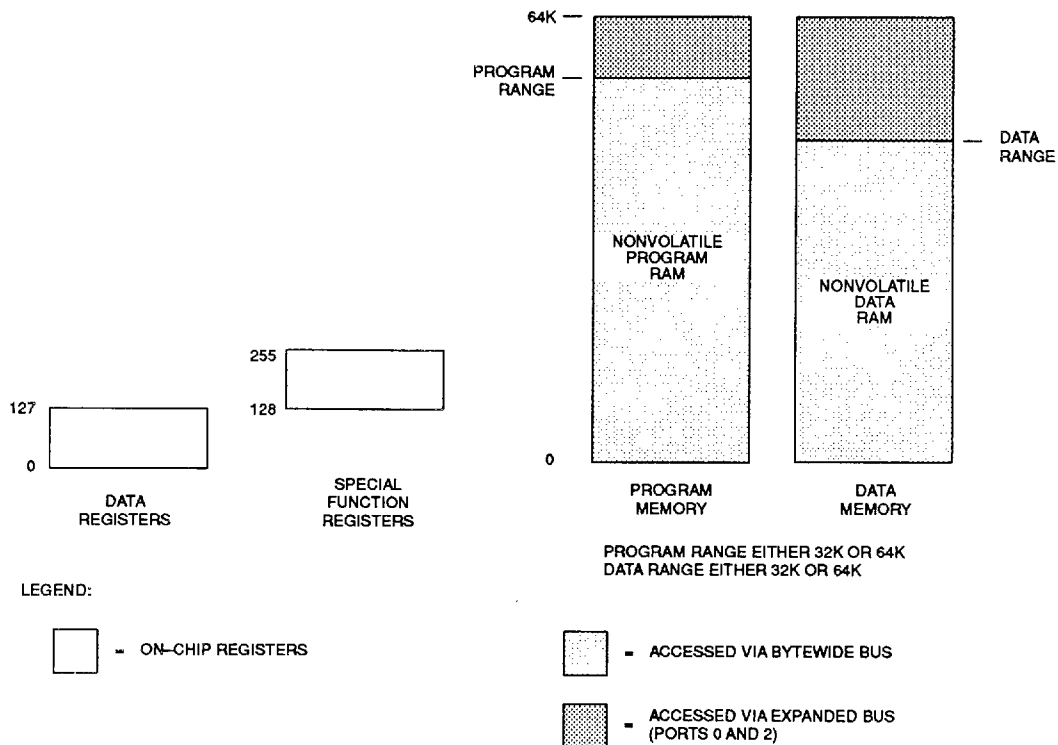 64K
PROGRAM
RANGE
DATA
RANGE
NONVOLATILE
PROGRAM
RAM
NONVOLATILE
DATA
RAM
255
128
127
0
0
DATA
REGISTERS
SPECIAL
FUNCTION
REGISTERS
PROGRAM
MEMORY
DATA
MEMORY
PROGRAM RANGE EITHER 32K OR 64K
DATA RANGE EITHER 32K OR 64K
LEGEND:
= ON–CHIP REGISTERS
= ACCESSED VIA BYTEWIDE BUS
= ACCESSED VIA EXPANDED BUS
(PORTS 0 AND 2)